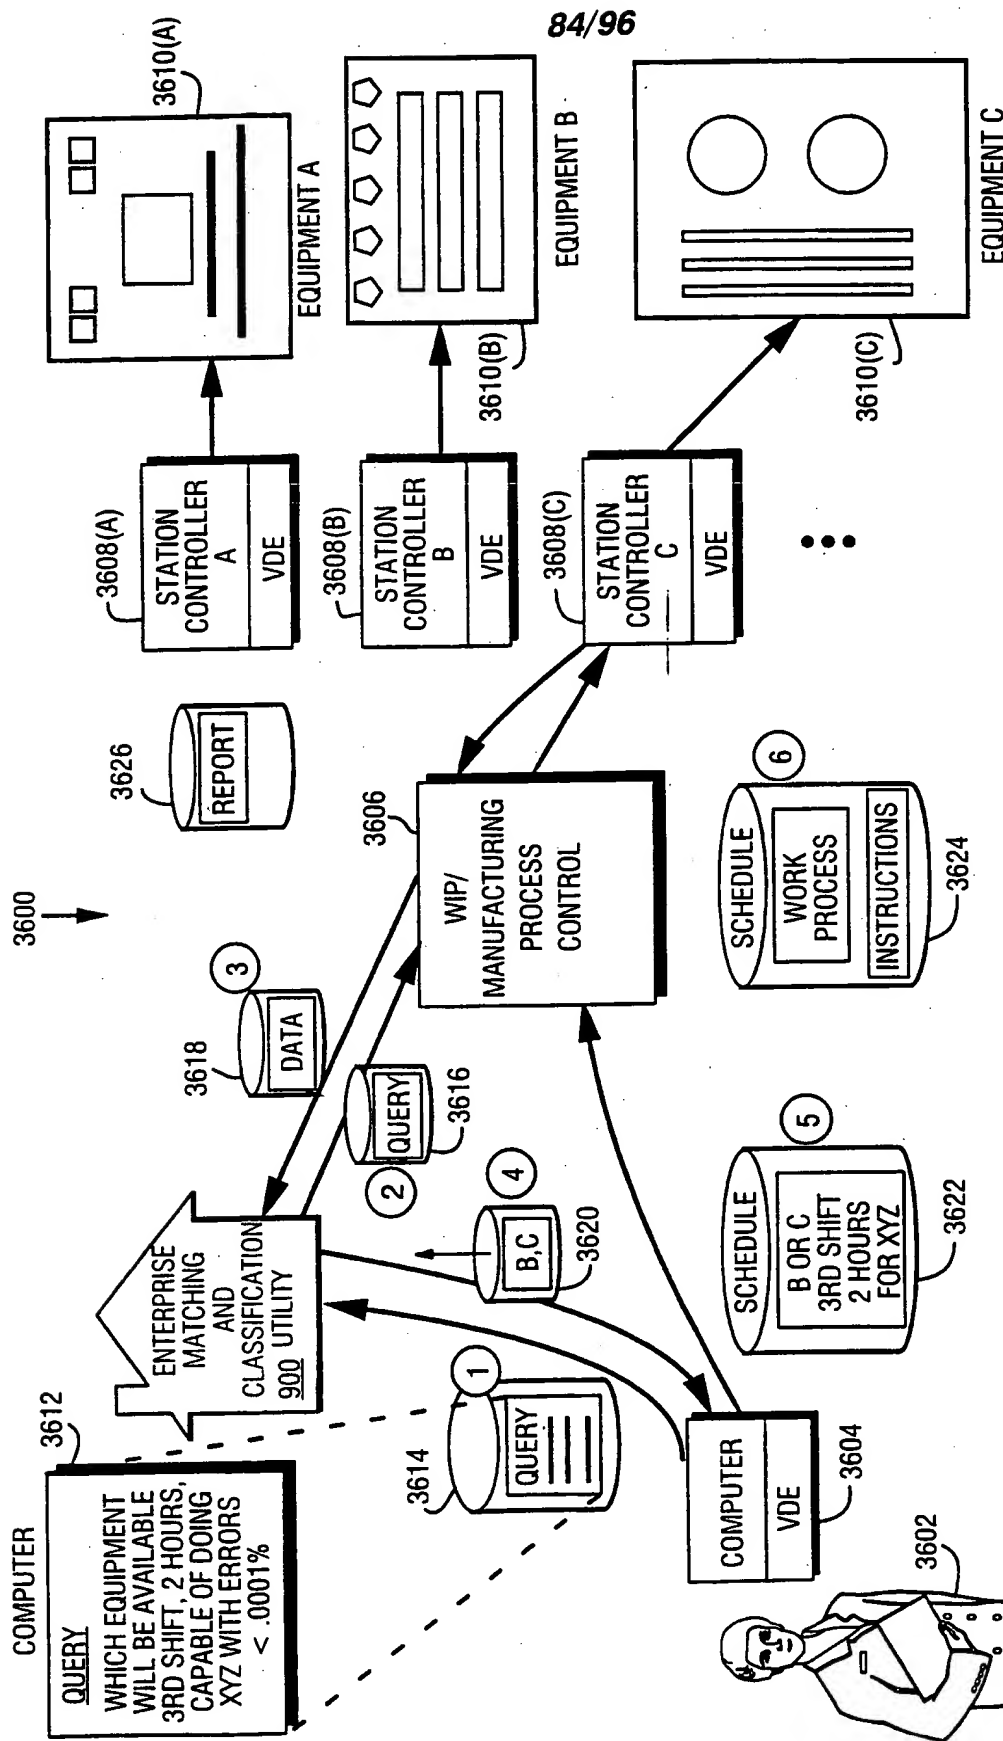 84/96
3600
COMPUTER
3612
QUERY
WHICH EQUIPMENT
WILL BE AVAILABLE
3RD SHIFT, 2 HOURS,
CAPABLE OF DOING
XYZ WITH ERRORS
< .0001%
ENTERPRISE
MATCHING
AND
CLASSIFICATION
900 UTILITY
3614
1
QUERY
COMPUTER
VDE
3604
3602
2
QUERY
3616
3618
3
DATA
4
B,C
3620
3626
REPORT
3606
WIP/
MANUFACTURING
PROCESS
CONTROL
SCHEDULE
5
B OR C
3RD SHIFT
2 HOURS
FOR XYZ
3622
SCHEDULE
6
WORK
PROCESS
INSTRUCTIONS
3624
3608(A)
STATION
CONTROLLER
A
VDE
3608(B)
STATION
CONTROLLER
B
VDE
3608(C)
STATION
CONTROLLER
C
VDE
3610(A)
EQUIPMENT A
3610(B)
EQUIPMENT B
3610(C)
EQUIPMENT C